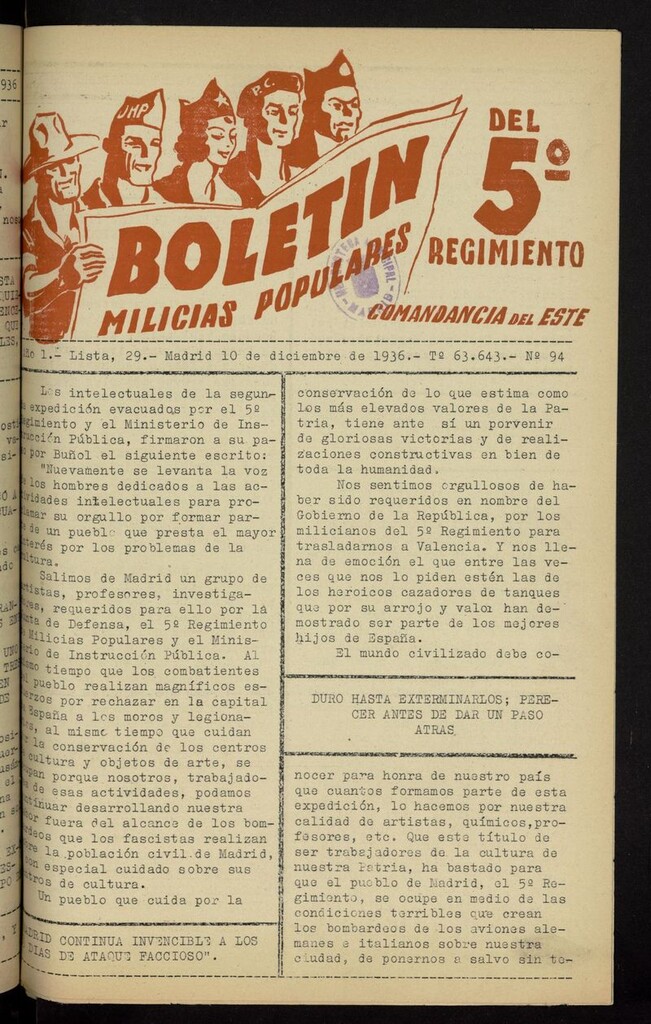 UHP
P.C.
BOLETIN
MILICIAS POPULARES
DEL
5º
REGIMIENTO
COMANDANCIA DEL ESTE
1.- Lista, 29.- Madrid 10 de diciembre de 1936.- Tº 63.643.- Nº 94
Los intelectuales de la segun-
expedición evacuados por el 5º
y el Ministerio de Ins-
Pública, firmaron a su pa-
por Buñol el siguiente escrito:
"Nuevamente se levanta la voz
los hombres dedicados a las ac-
intelectuales para pro-
su orgullo por formar par-
de un pueblo que presta el mayor
por los problemas de la
Salimos de Madrid un grupo de
profesores, investiga-
requeridos para ello por la
de Defensa, el 5º Regimiento
Milicias Populares y el Minis-
de Instrucción Pública. Al
tiempo que los combatientes
pueblo realizan magníficos es-
por rechazar en la capital
España a los moros y legiona-
al mismo tiempo que cuidan
la conservación de los centros
cultura y objetos de arte, se
porque nosotros, trabajado-
de esas actividades, podamos
desarrollando nuestra
fuera del alcance de los bom-
que los fascistas realizan
la población civil de Madrid,
especial cuidado sobre sus
de cultura.
Un pueblo que cuida por la
CONTINUA INVENCIBLE A LOS
DE ATAQUE FACCIOSO".
conservación de lo que estima como
los más elevados valores de la Pa-
tria, tiene ante sí un porvenir
de gloriosas victorias y de reali-
zaciones constructivas en bien de
toda la humanidad.
Nos sentimos orgullosos de ha-
ber sido requeridos en nombre del
Gobierno de la República, por los
milicianos del 5º Regimiento para
trasladarnos a Valencia. Y nos lle-
na de emoción el que entre las ve-
ces que nos lo piden estén las de
los heroicos cazadores de tanques
que por su arrojo y valor han de-
mostrado ser parte de los mejores
hijos de España.
El mundo civilizado debe co-
DURO HASTA EXTERMINARLOS; PERE-
CER ANTES DE DAR UN PASO
ATRAS
nocer para honra de nuestro país
que cuantos formamos parte de esta
expedición, lo hacemos por nuestra
calidad de artistas, químicos,pro-
fesores, etc. Que este título de
ser trabajadores de la cultura de
nuestra Patria, ha bastado para
que el pueblo de Madrid, el 5º Re-
gimiento, se ocupe en medio de las
condiciones terribles que crean
los bombardeos de los aviones ale-
manes e italianos sobre nuestra
ciudad, de ponernos a salvo sin te-